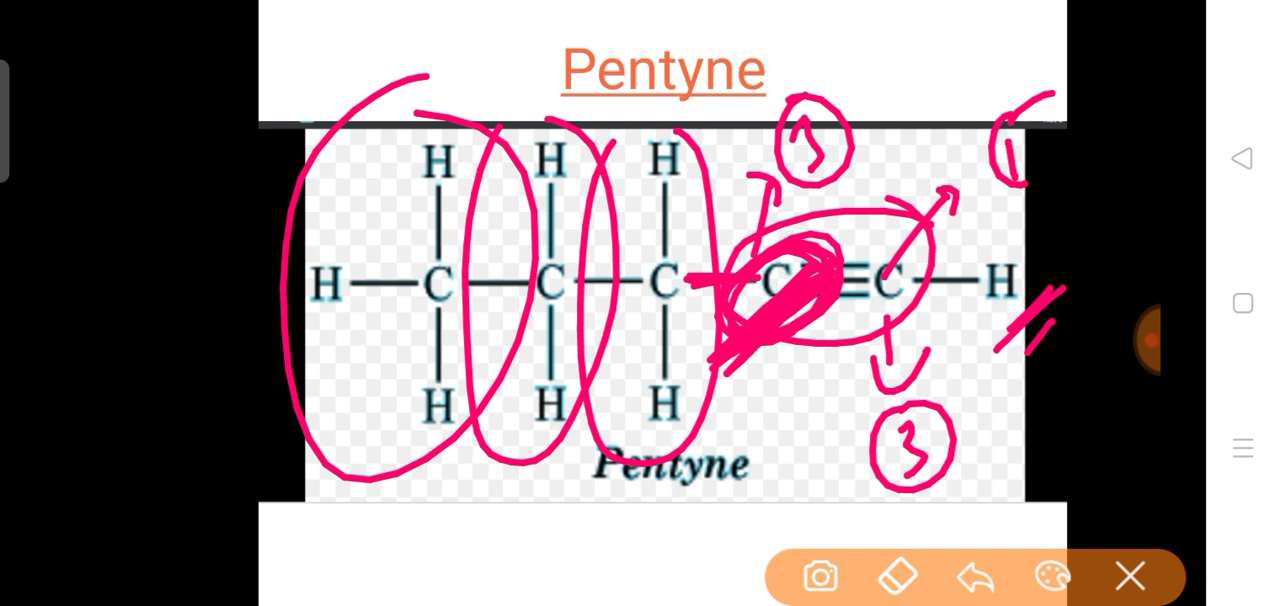 Pentyne
3 1
H H H
H—C—C—C—C≡C—H
H H H
3
Pentyne